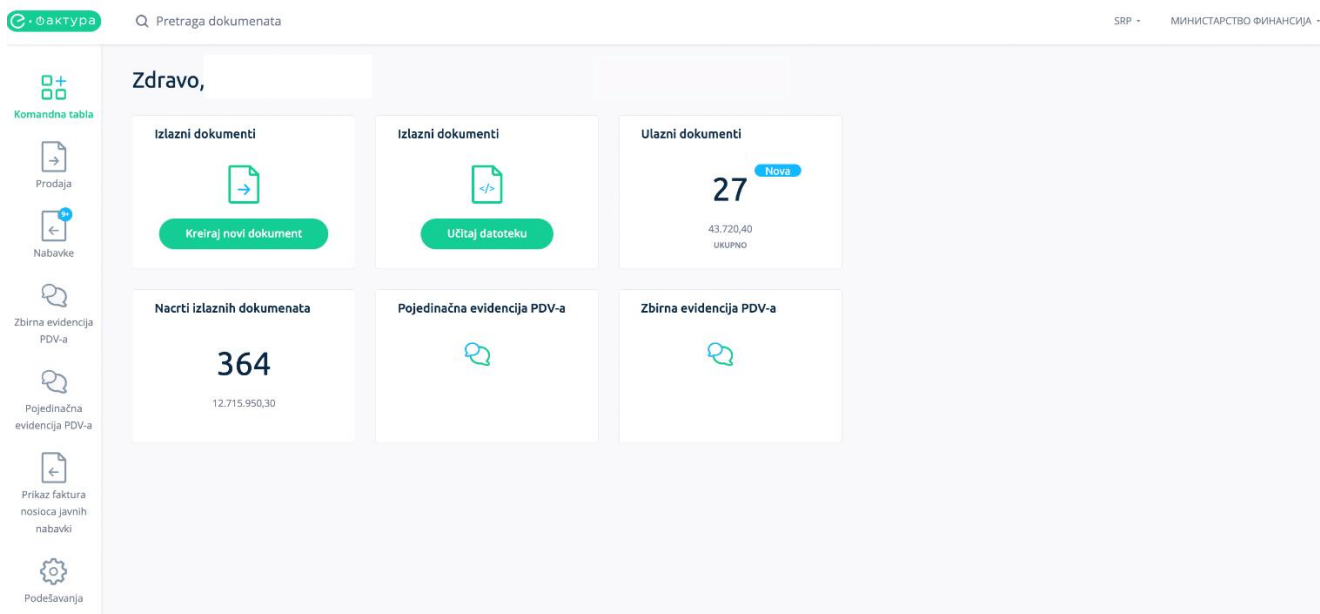 е·Фактура
Pretraga dokumenata
SRP
МИНИСТАРСТВО ФИНАНСИЈА
Komandna tabla
Prodaja
9+
Nabavke
Zbirna evidencija
PDV-a
Pojedinačna
evidencija PDV-a
Prikaz faktura
nosioca javnih
nabavki
Podešavanja
Zdravo,
Izlazni dokumenti
Kreiraj novi dokument
Izlazni dokumenti
</>
Učitaj datoteku
Ulazni dokumenti
Nova
27
43.720,40
UKUPNO
Nacrti izlaznih dokumenata
364
12.715.950,30
Pojedinačna evidencija PDV-a
Zbirna evidencija PDV-a